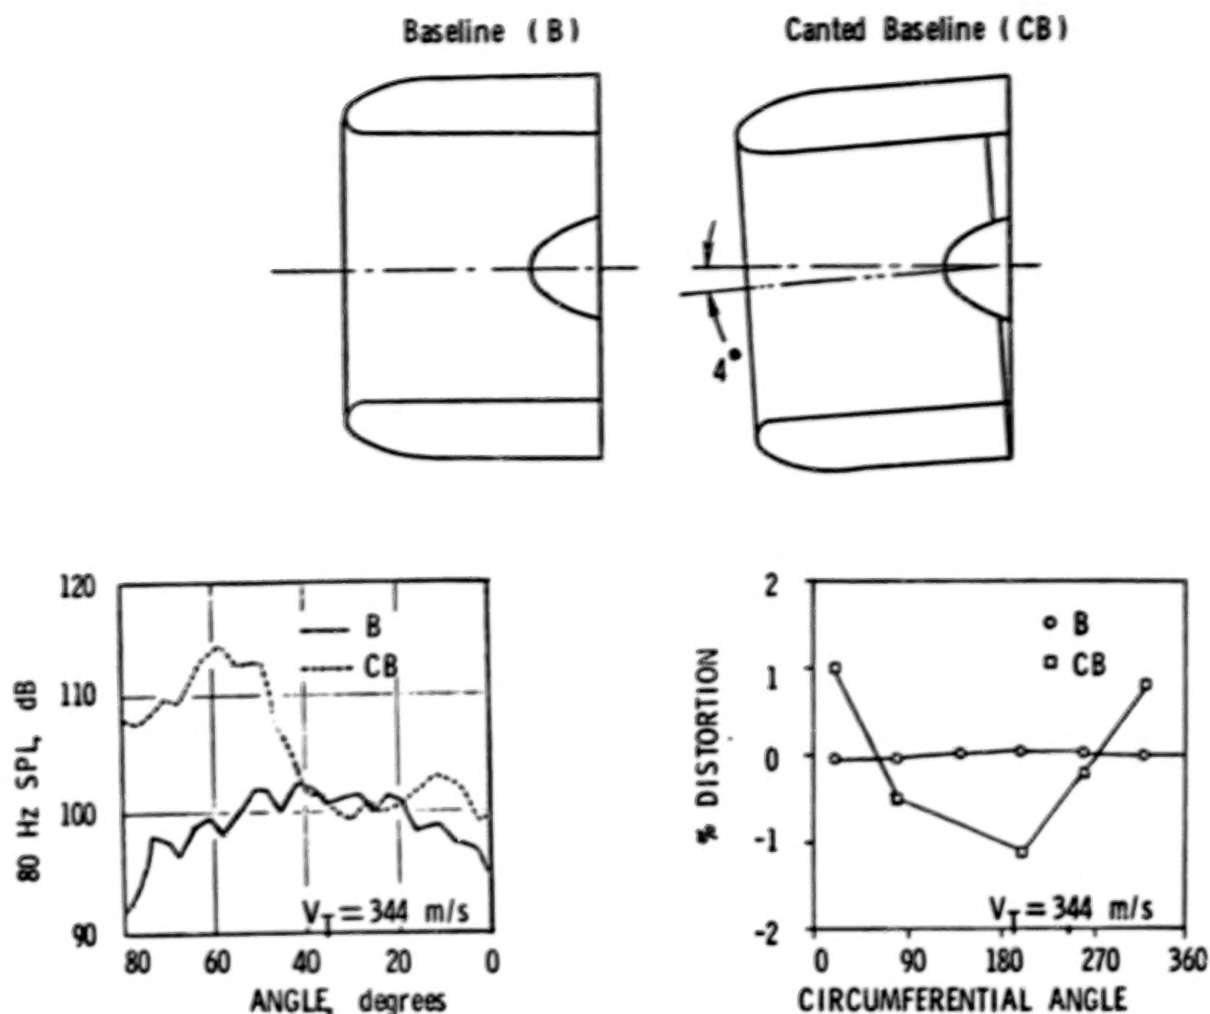 Baseline (B)
Canted Baseline (CB)
4°
120
110
100
90
80 Hz SPL, dB
B
CB
V_T = 344 m/s
80 60 40 20 0
ANGLE, degrees
2
1
0
-1
-2
% DISTORTION
B
CB
V_T = 344 m/s
0 90 180 270 360
CIRCUMFERENTIAL ANGLE